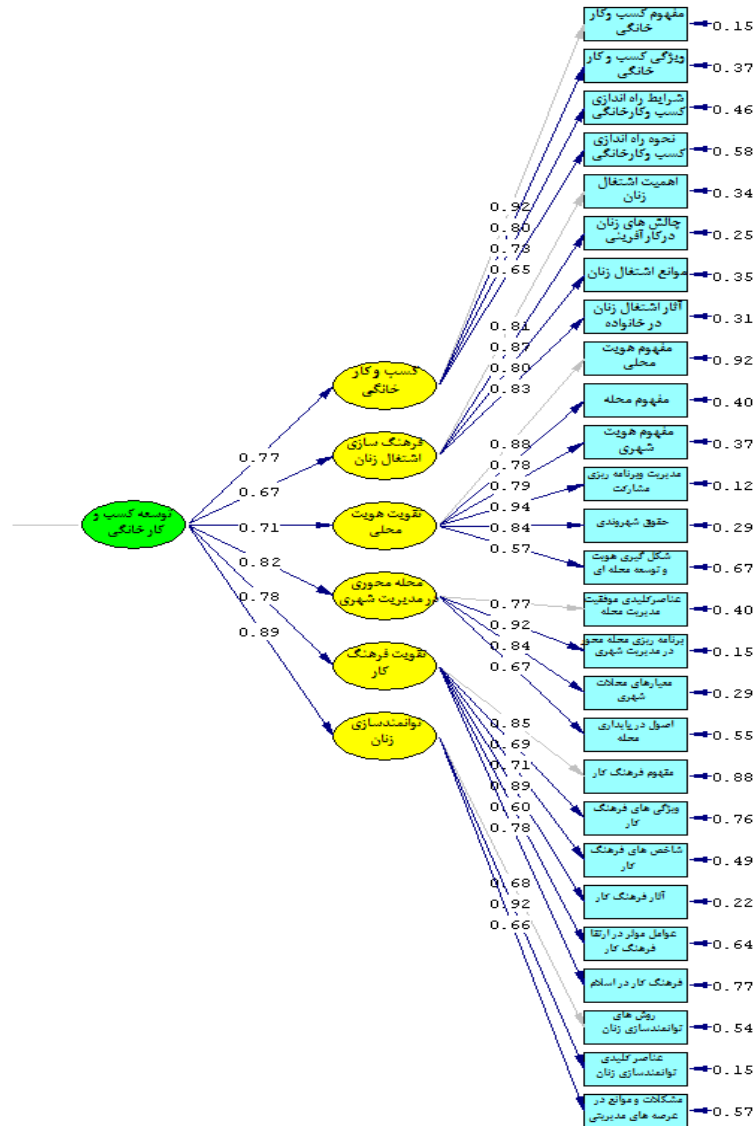 مفهوم کسب وکار
خانگی
0.15
ویژگی کسب و کار
خانگی
0.37
شرایط راه اندازی
کسب وکارخانگی
0.46
نحوه راه اندازی
کسب وکارخانگی
0.58
اهمیت اشتغال
زنان
0.34
چالش های زنان
درکار آفرینی
0.25
موانع اشتغال زنان
0.35
آثار اشتغال زنان
در خانواده
0.31
مفهوم هویت
محلی
0.92
مفهوم محله
0.40
مفهوم هویت
شهری
0.37
مدیریت وبرنامه ریزی
مشارکت
0.12
حقوق شهروندی
0.29
شکل گیری هویت
و توسعه محله ای
0.67
عناصرکلیدی موفقیت
مدیریت محله
0.40
برنامه ریزی محله محور
در مدیریت شهری
0.15
معیارهای محلات
شهری
0.29
اصول در پایداری
محله
0.55
مفهوم فرهنگ کار
0.88
ویژگی های فرهنگ
کار
0.76
شاخص های فرهنگ
کار
0.49
آثار فرهنگ کار
0.22
عوامل موثر در ارتقا
فرهنگ کار
0.64
فرهنگ کار در اسلام
0.77
روش های
توانمندسازی زنان
0.54
عناصر کلیدی
توانمندسازی زنان
0.15
مشکلات و موانع در
عرصه های مدیریتی
0.57
0.92
0.80
0.73
0.65
0.81
0.87
0.80
0.83
0.88
0.78
0.79
0.94
0.84
0.57
0.77
0.92
0.84
0.67
0.85
0.69
0.71
0.89
0.60
0.78
0.68
0.92
0.66
کسب وکار
خانگی
فرهنگ سازی
اشتغال زنان
تقویت هویت
محلی
محله محوری
در مدیریت شهری
تقویت فرهنگ
کار
توانمندسازی
زنان
0.77
0.67
0.71
0.82
0.78
0.89
توسعه کسب و
کارخانگی